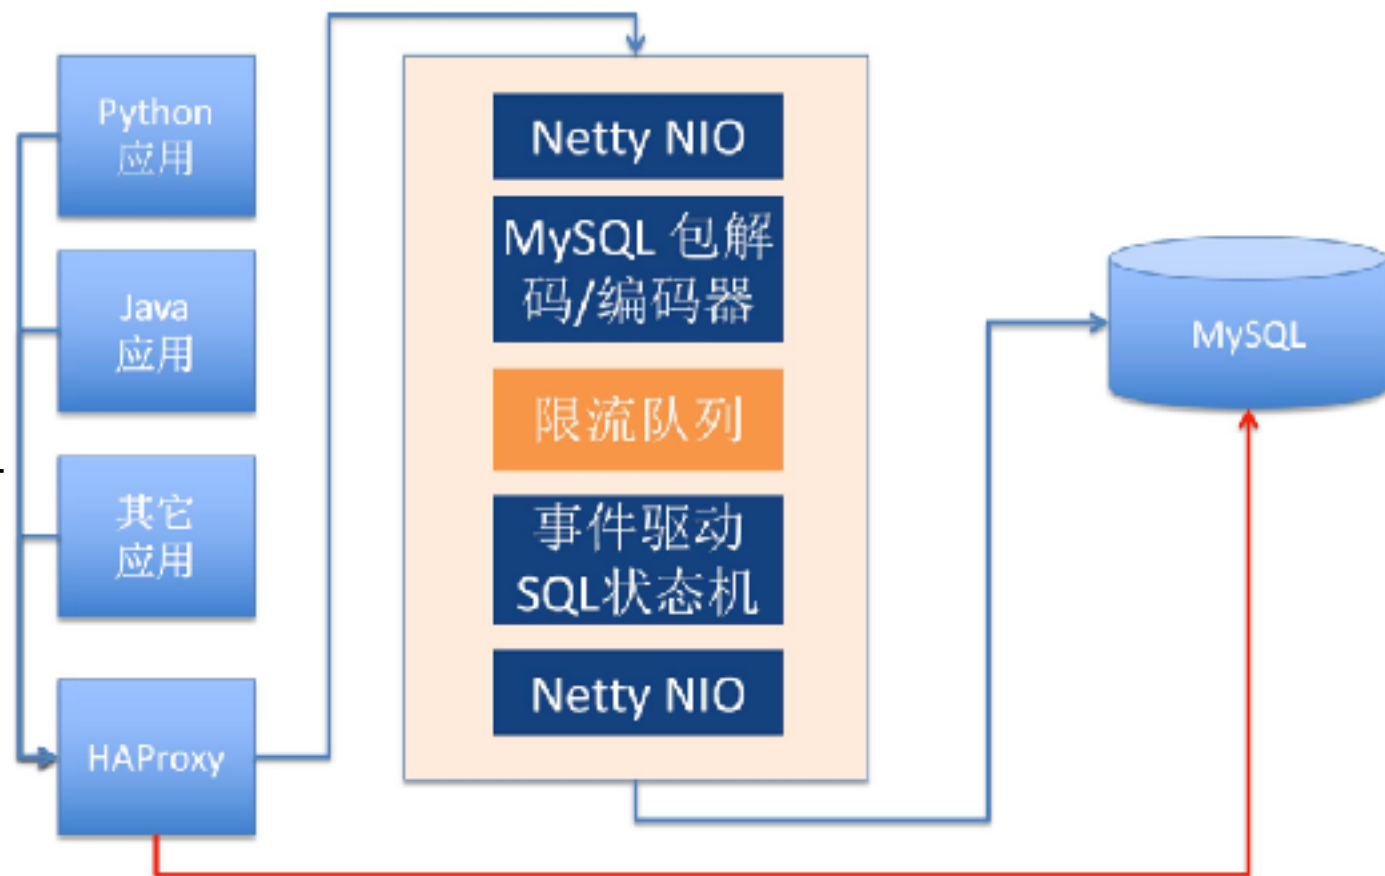 Python
应用
Java
应用
其它
应用
HAProxy
Netty NIO
MySQL 包解
码/编码器
限流队列
事件驱动
SQL状态机
Netty NIO
MySQL